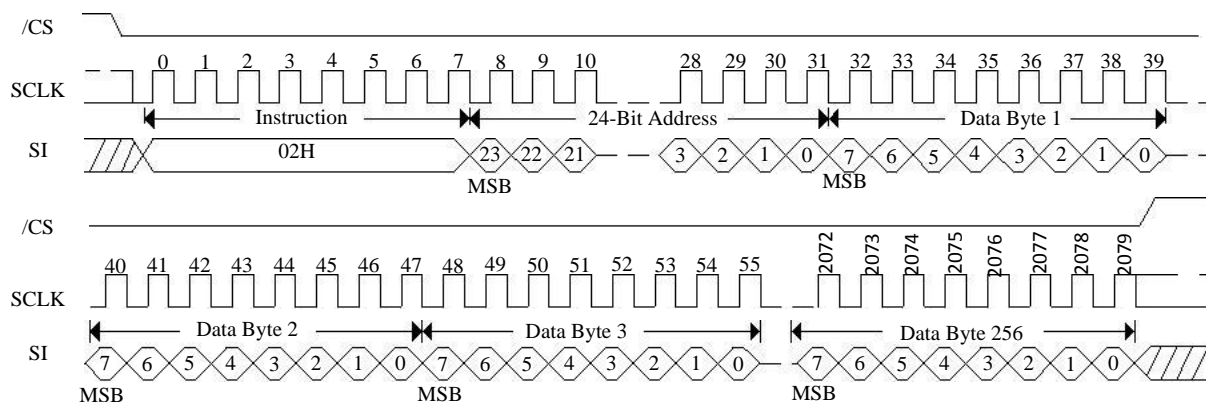 /CS
0 1 2 3 4 5 6 7 8 9 10 28 29 30 31 32 33 34 35 36 37 38 39
SCLK
Instruction 24-Bit Address Data Byte 1
SI 02H 23 22 21 3 2 1 0 7 6 5 4 3 2 1 0
MSB MSB
/CS
40 41 42 43 44 45 46 47 48 49 50 51 52 53 54 55 2072 2073 2074 2075 2076 2077 2078 2079
SCLK
Data Byte 2 Data Byte 3 Data Byte 256
SI 7 6 5 4 3 2 1 0 7 6 5 4 3 2 1 0 7 6 5 4 3 2 1 0
MSB MSB MSB